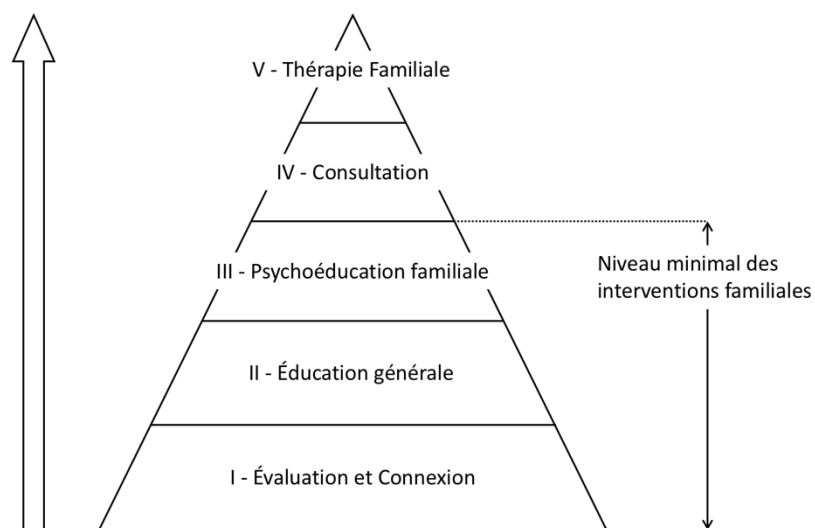 V - Thérapie Familiale
IV - Consultation
III - Psychoéducation familiale
Niveau minimal des
interventions familiales
II - Éducation générale
I - Évaluation et Connexion